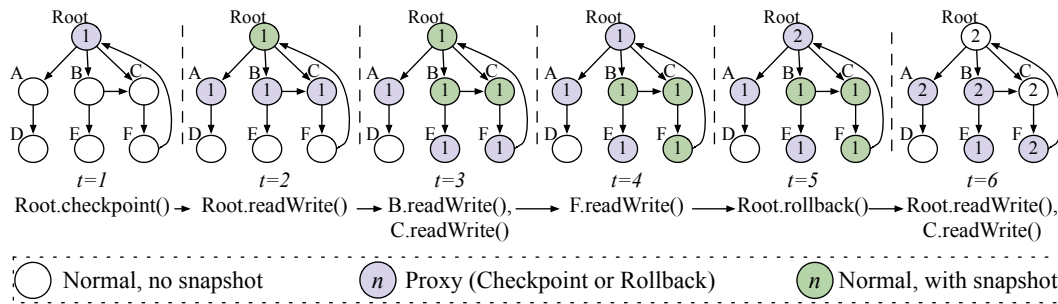 Root Root Root Root Root Root
1 1 1 1 2 2
A B C A B C A B C A B C A B C A B C
1 1 1 1 1 1 1 1 1 1 1 1 2 2 2
D E F D E F D E F D E F D E F D E F
1 1 1 1 1 1 1 2
t=1 t=2 t=3 t=4 t=5 t=6
Root.checkpoint() Root.readWrite() B.readWrite(), F.readWrite() Root.rollback() Root.readWrite(),
C.readWrite() C.readWrite()
Normal, no snapshot n Proxy (Checkpoint or Rollback) n Normal, with snapshot